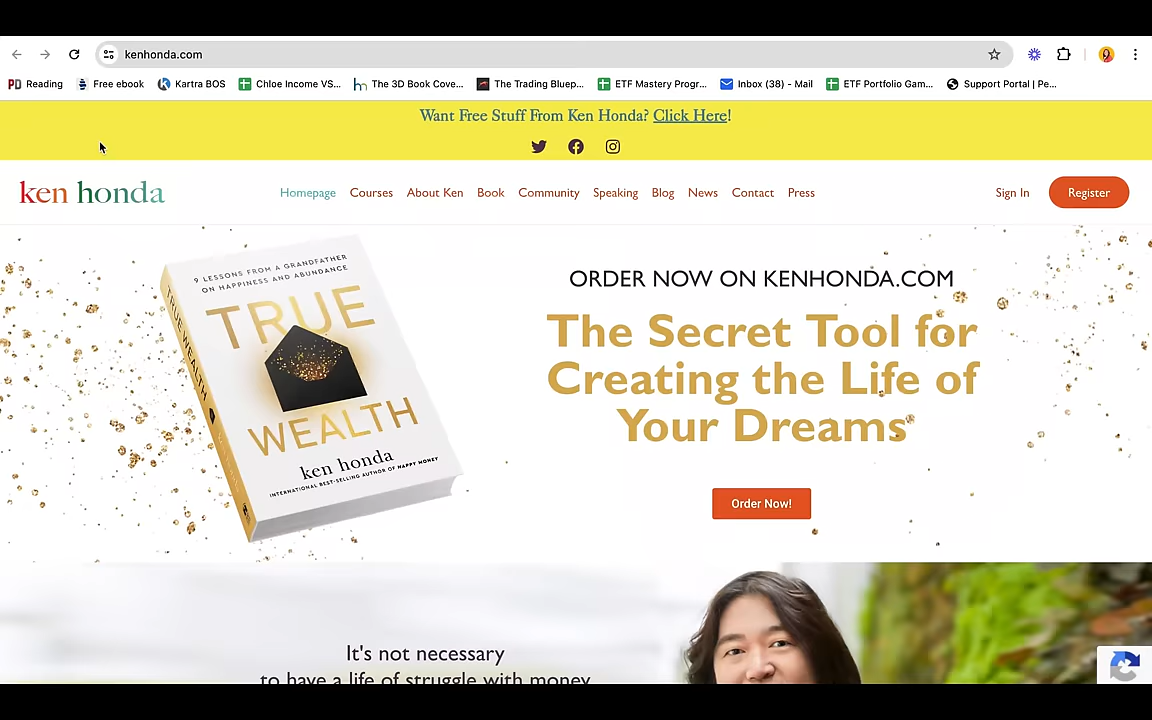 kenhonda.com
Reading
Free ebook
Kartra BOS
Chloe Income VS...
The 3D Book Cove...
The Trading Bluep...
ETF Mastery Progr...
Inbox (38) - Mail
ETF Portfolio Gam...
Support Portal | Pe...
Want Free Stuff From Ken Honda? Click Here!
ken honda
Homepage
Courses
About Ken
Book
Community
Speaking
Blog
News
Contact
Press
Sign In
Register
9 LESSONS FROM A GRANDFATHER
ON HAPPINESS AND ABUNDANCE
TRUE
WEALTH
ken honda
INTERNATIONAL BEST-SELLING AUTHOR OF HAPPY MONEY
TRUE WEALTH
ORDER NOW ON KENHONDA.COM
The Secret Tool for
Creating the Life of
Your Dreams
Order Now!
It's not necessary
to have a life of struggle with money